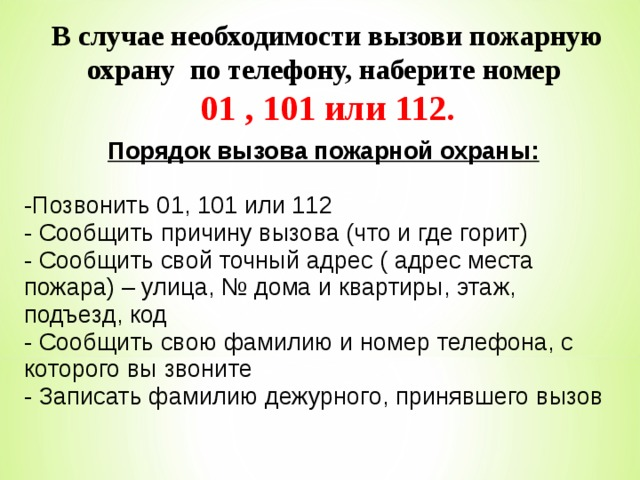 В случае необходимости вызови пожарную
охрану  по телефону, наберите номер
01 , 101 или 112.
Порядок вызова пожарной охраны:
-Позвонить 01, 101 или 112
- Сообщить причину вызова (что и где горит)
- Сообщить свой точный адрес ( адрес места
пожара) – улица, № дома и квартиры, этаж,
подъезд, код
- Сообщить свою фамилию и номер телефона, с
которого вы звоните
- Записать фамилию дежурного, принявшего вызов